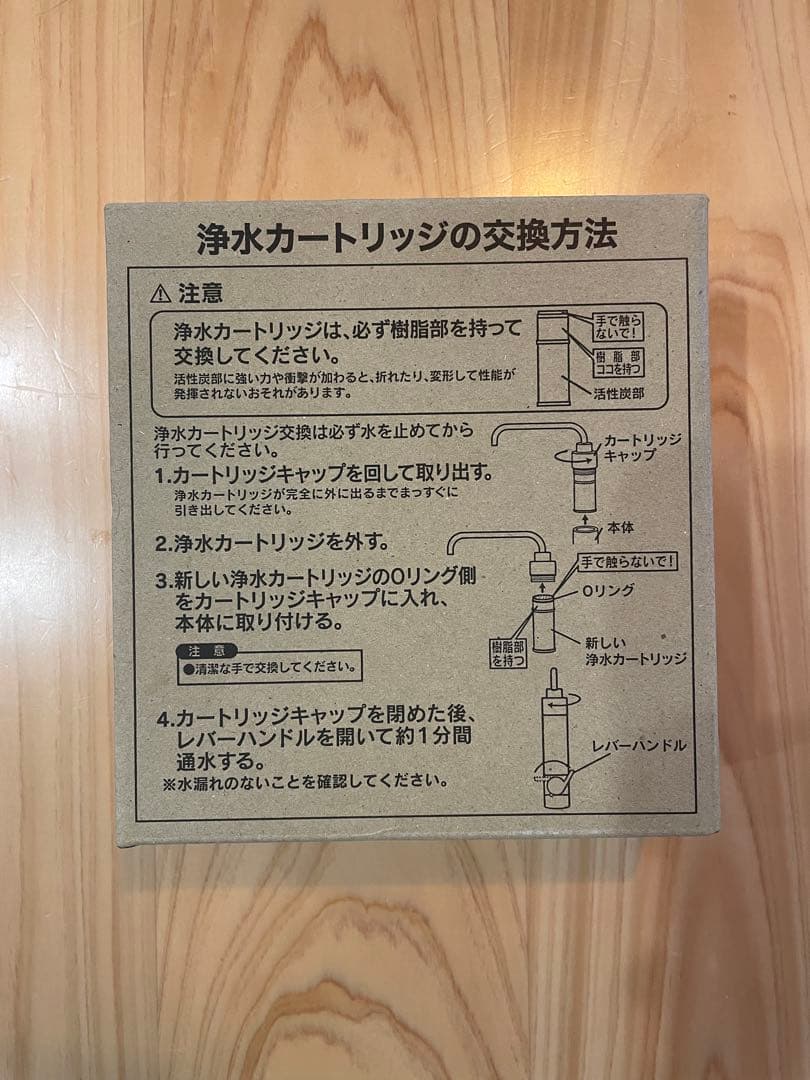 浄水カートリッジの交換方法
⚠ 注意
浄水カートリッジは、必ず樹脂部を持って
交換してください。
活性炭部に強い力や衝撃が加わると、折れたり、変形して性能が
発揮されないおそれがあります。
手で触ら
ないで!
樹脂部
ココを持つ
活性炭部
浄水カートリッジ交換は必ず水を止めてから
行ってください。
1.カートリッジキャップを回して取り出す。
浄水カートリッジが完全に外に出るまでまっすぐに
引き出してください。
カートリッジ
キャップ
本体
2.浄水カートリッジを外す。
3.新しい浄水カートリッジのOリング側
をカートリッジキャップに入れ、
本体に取り付ける。
注意
●清潔な手で交換してください。
手で触らないで!
Oリング
樹脂部
を持つ
新しい
浄水カートリッジ
4.カートリッジキャップを閉めた後、
レバーハンドルを開いて約1分間
通水する。
※水漏れのないことを確認してください。
レバーハンドル